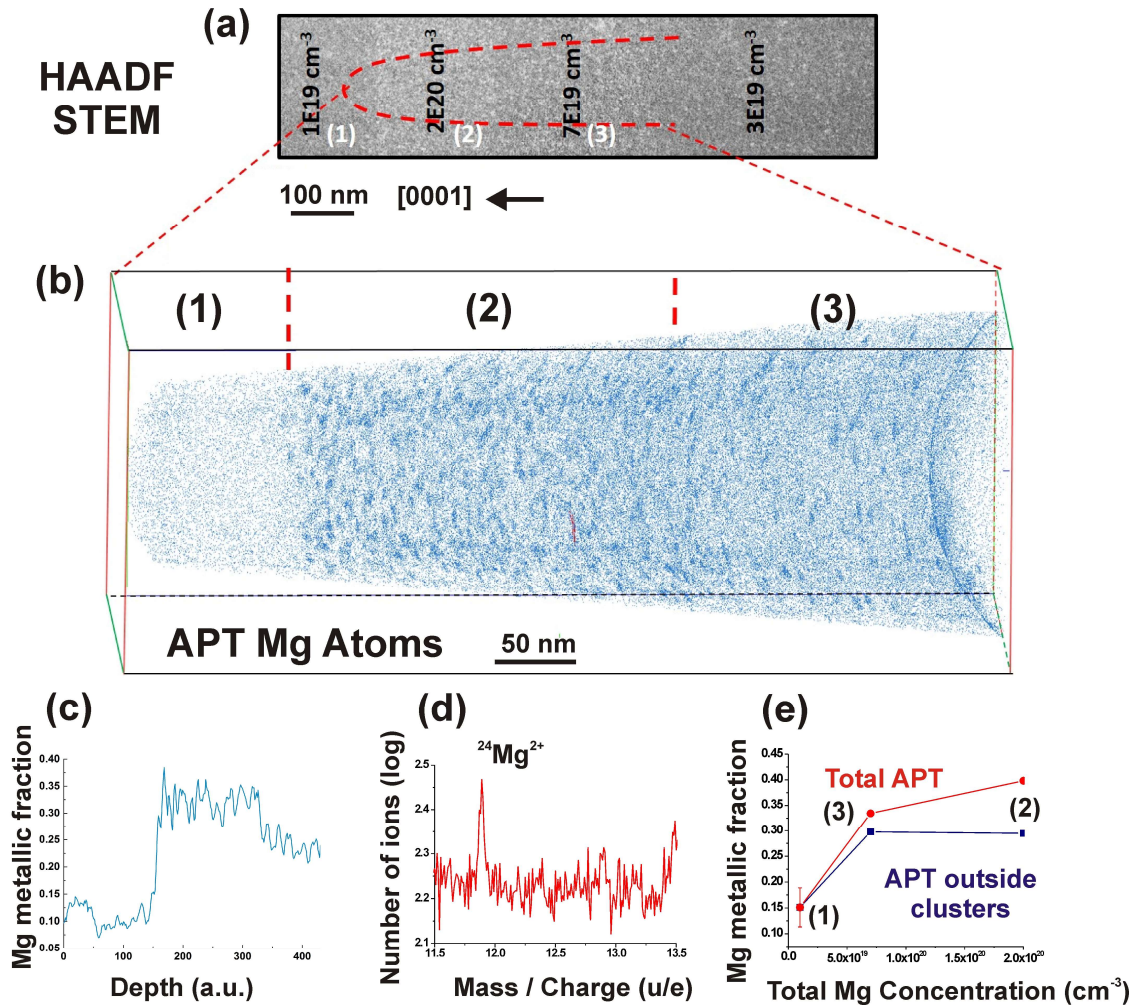 (a)
HAADF
STEM
1E19 cm-3
2E20 cm-3
7E19 cm-3
3E19 cm-3
(1)
(2)
(3)
100 nm
[0001]
(b)
(1)
(2)
(3)
APT Mg Atoms
50 nm
(c)
Mg metallic fraction
0.40
0.35
0.30
0.25
0.20
0.15
0.10
0.05
0
100
200
300
400
Depth (a.u.)
(d)
24Mg2+
Number of ions (log)
2.5
2.4
2.3
2.2
2.1
11.5
12.0
12.5
13.0
13.5
Mass / Charge (u/e)
(e)
Mg metallic fraction
0.45
0.40
0.35
0.30
0.25
0.20
0.15
0.10
Total APT
(3)
(2)
APT outside
clusters
(1)
0.0
5.0x10^19
1.0x10^20
2.0x10^20
Total Mg Concentration (cm-3)